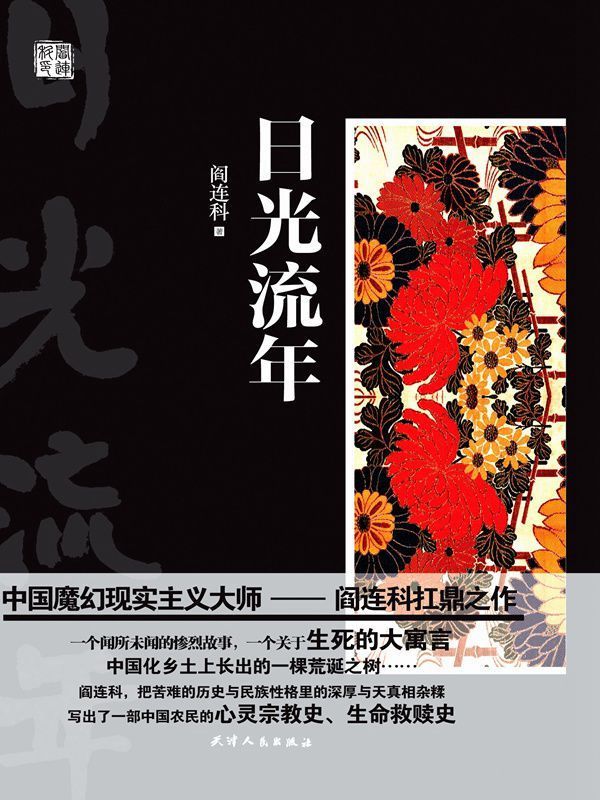 日光流年
阎连科 著
日光流年
中国魔幻现实主义大师 —— 阎连科扛鼎之作
一个闻所未闻的惨烈故事，一个关于生死的大寓言
中国化乡土上长出的一棵荒诞之树……
阎连科，把苦难的历史与民族性格里的深厚与天真相杂糅
写出了一部中国农民的心灵宗教史、生命救赎史
天津人民出版社